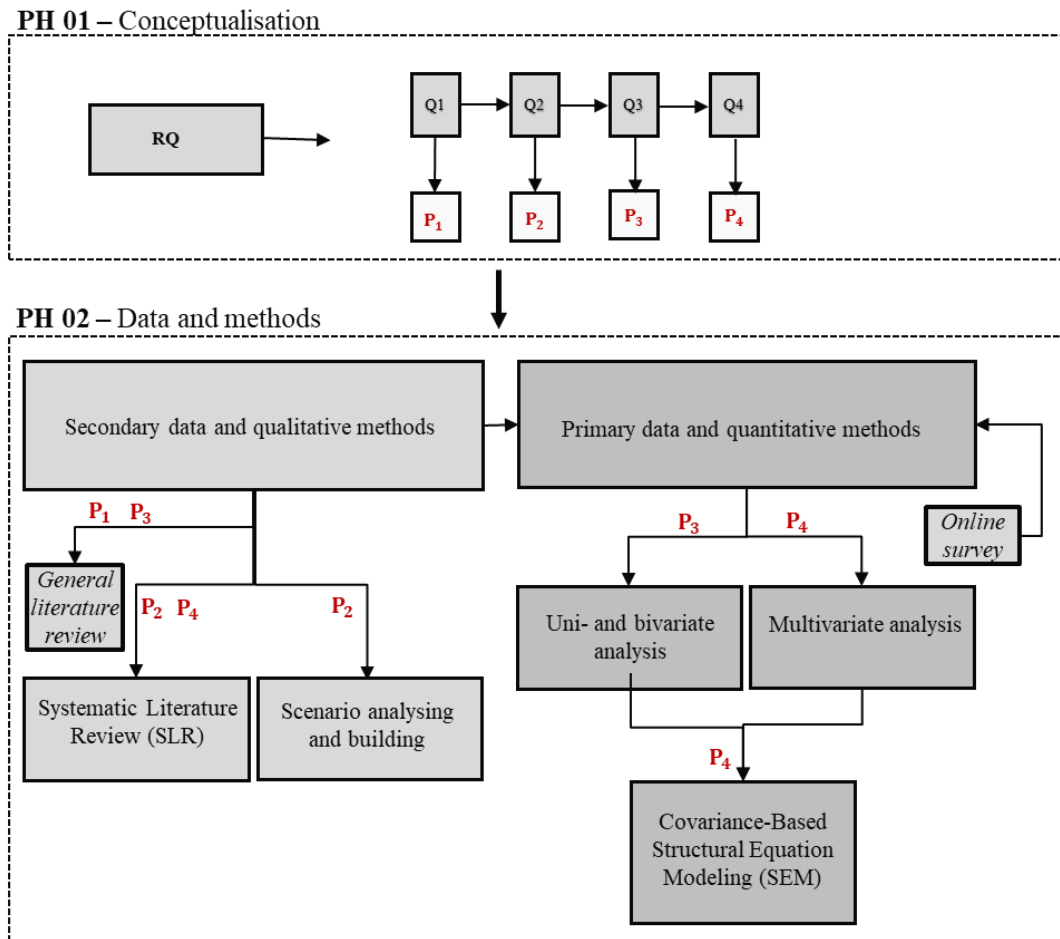 PH 01 – Conceptualisation
RQ
Q1
Q2
Q3
Q4
P1
P2
P3
P4
PH 02 – Data and methods
Secondary data and qualitative methods
Primary data and quantitative methods
P1 P3
P3
P4
Online
survey
General
literature
review
P2 P4
P2
Uni- and bivariate
analysis
Multivariate analysis
Systematic Literature
Review (SLR)
Scenario analysing
and building
P4
Covariance-Based
Structural Equation
Modeling (SEM)